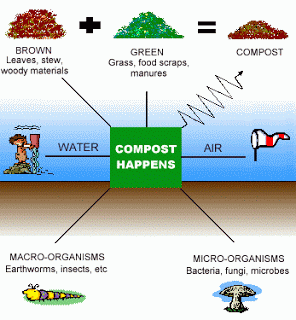 BROWN
Leaves, stew,
woody materials
GREEN
Grass, food scraps,
manures
COMPOST
WATER
COMPOST
HAPPENS
AIR
MACRO-ORGANISMS
Earthworms, insects, etc
MICRO-ORGANISMS
Bacteria, fungi, microbes